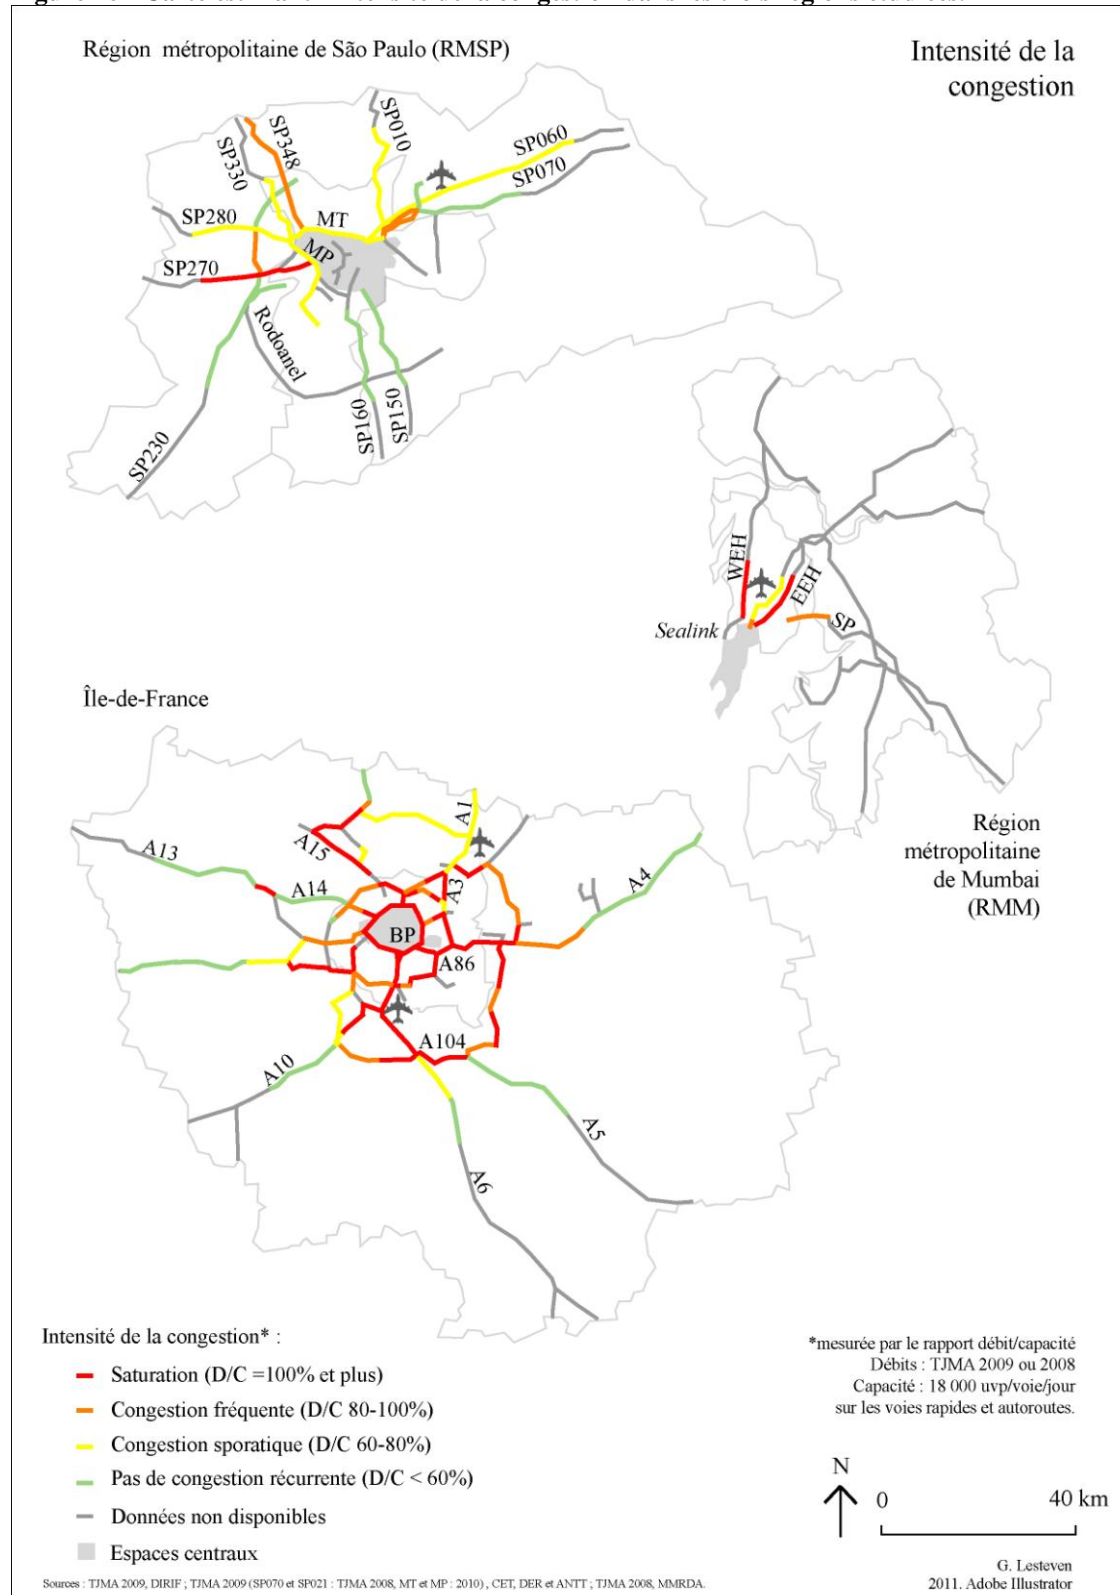 Région métropolitaine de São Paulo (RMSP)
Intensité de la
congestion
SP010
SP348
SP330
SP060
SP070
SP280
MT
MP
SP270
Rodoanel
SP160
SP150
SP230
WEH
EEH
SP
Sealink
Île-de-France
Région
métropolitaine
de Mumbai
(RMM)
A1
A15
A13
A14
A3
A4
BP
A86
A104
A10
A5
A6
Intensité de la congestion* :
Saturation (D/C =100% et plus)
Congestion fréquente (D/C 80-100%)
Congestion sporatique (D/C 60-80%)
Pas de congestion récurrente (D/C < 60%)
Données non disponibles
Espaces centraux
*mesurée par le rapport débit/capacité
Débits : TJMA 2009 ou 2008
Capacité : 18 000 uvp/voie/jour
sur les voies rapides et autoroutes.
N
0 40 km
G. Lesteven
2011. Adobe Illustrator
Sources : TJMA 2009, DIRIF ; TJMA 2009 (SP070 et SP021 : TJMA 2008, MT et MP : 2010) , CET, DER et ANTT ; TJMA 2008, MMRDA.